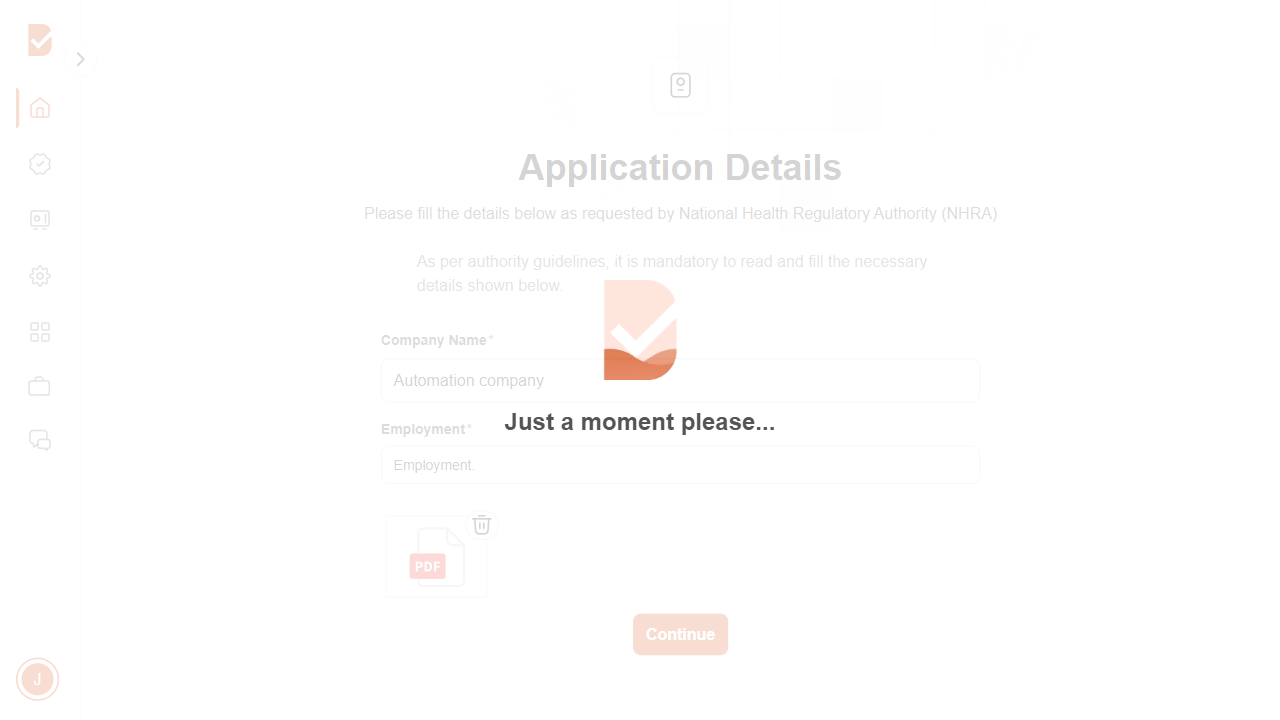 Application Details
Please fill the details below as requested by National Health Regulatory Authority (NHRA)
As per authority guidelines, it is mandatory to read and fill the necessary
details shown below.
Company Name*
Automation company
Just a moment please...
Employment*
Employment.
PDF
Continue
J